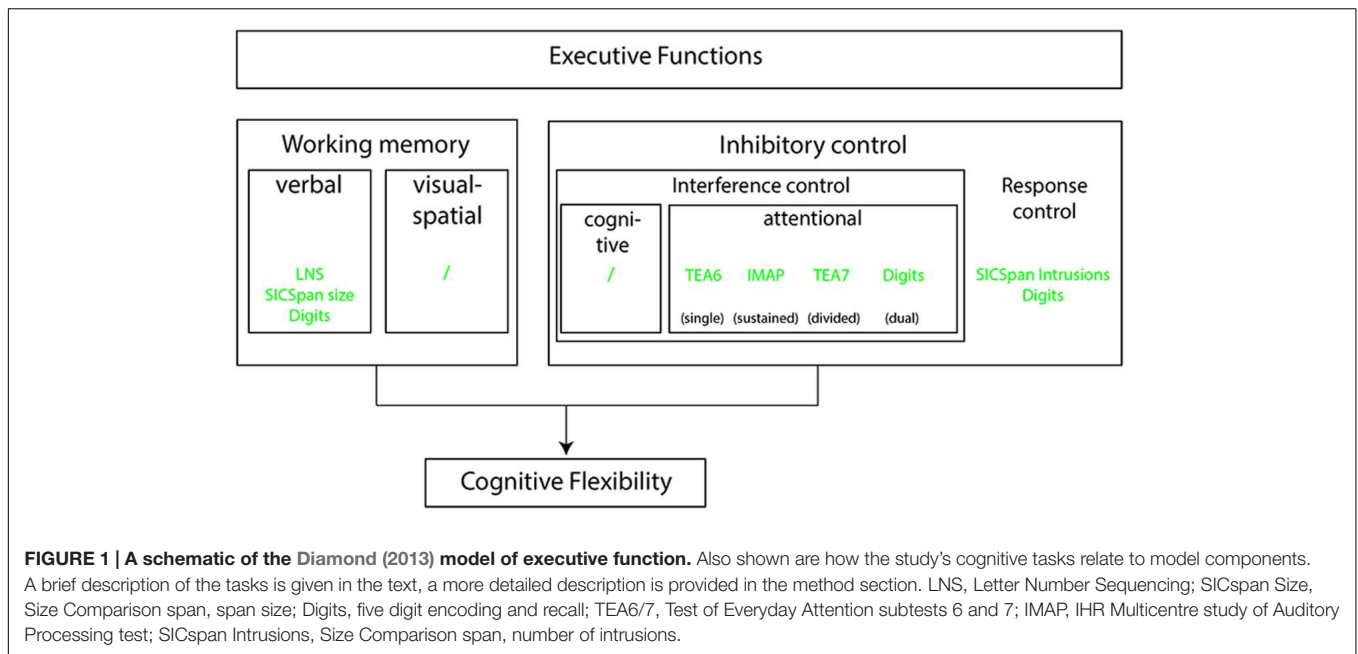 Executive Functions
Working memory
verbal
LNS
SICSpan size
Digits
visual-
spatial
/
Inhibitory control
Interference control
cogni-
tive
/
attentional
TEA6 IMAP TEA7 Digits
(single) (sustained) (divided) (dual)
Response
control
SICSpan Intrusions
Digits
Cognitive Flexibility
FIGURE 1 | A schematic of the Diamond (2013) model of executive function. Also shown are how the study’s cognitive tasks relate to model components.
A brief description of the tasks is given in the text, a more detailed description is provided in the method section. LNS, Letter Number Sequencing; SICspan Size,
Size Comparison span, span size; Digits, five digit encoding and recall; TEA6/7, Test of Everyday Attention subtests 6 and 7; IMAP, IHR Multicentre study of Auditory
Processing test; SICspan Intrusions, Size Comparison span, number of intrusions.